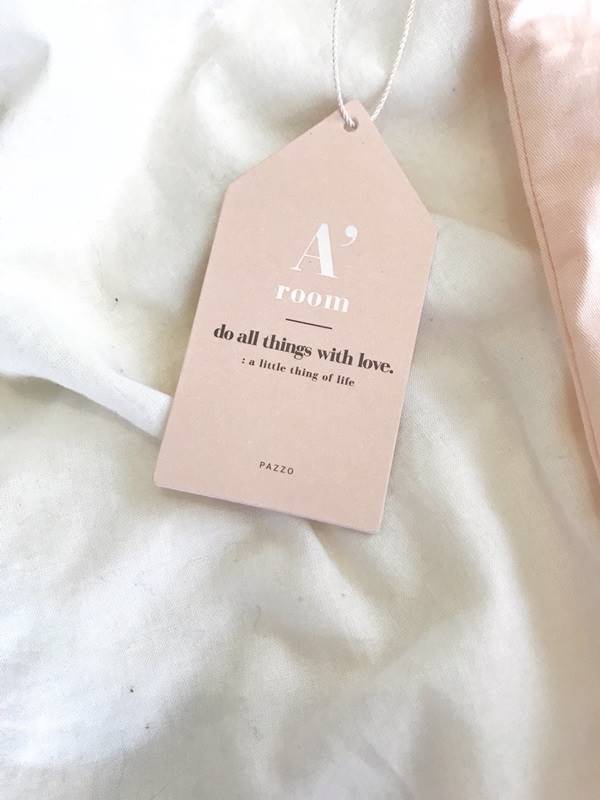 A’
room
do all things with love.
: a little thing of life
PAZZO